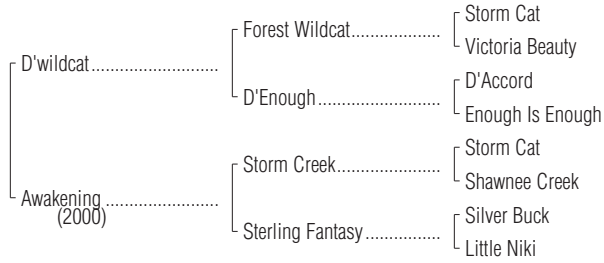 Storm Cat
Forest Wildcat....................
Victoria Beauty
D'wildcat.............................
D'Accord
D'Enough...........................
Enough Is Enough
Storm Cat
Storm Creek.......................
Shawnee Creek
Awakening .........................
(2000)
Silver Buck
Sterling Fantasy.................
Little Niki